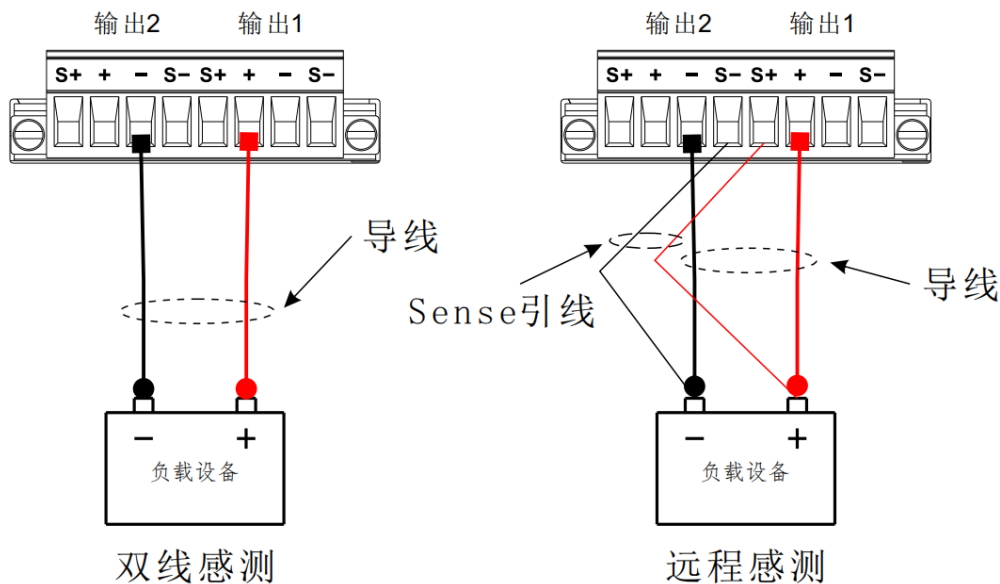 输出2 输出1
S+ + − S− S+ + − S−
导线
− +
负载设备
双线感测
输出2 输出1
S+ + − S− S+ + − S−
Sense引线
导线
− +
负载设备
远程感测